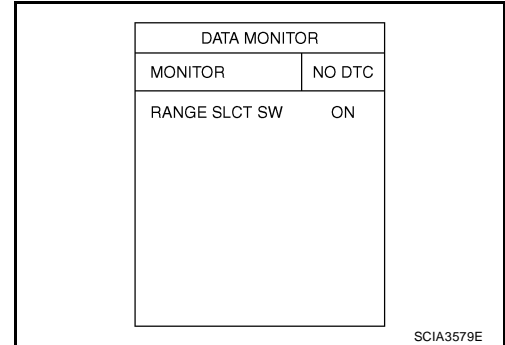 DATA MONITOR
MONITOR NO DTC
RANGE SLCT SW ON
SCIA3579E